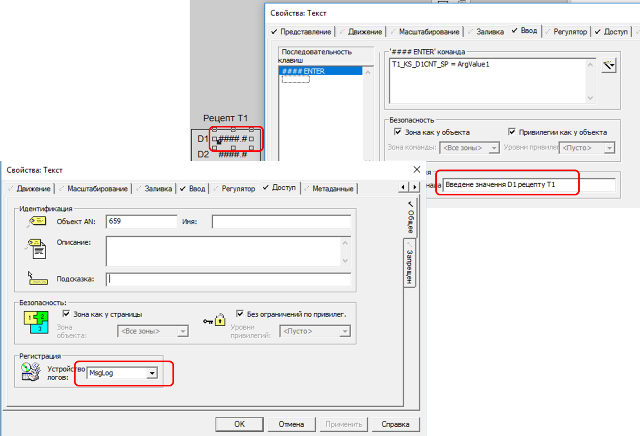 Свойства: Текст
Представление
Движение
Масштабирование
Заливка
Ввод
Регулятор
Доступ
Последовательность клавиш
#### ENTER
'#### ENTER' команда
T1_KS_D1CNT_SP = ArgValue1
Безопасность
Зона как у объекта
Привилегии как у объекта
Зона команды:
<Все зоны>
Уровни привилег
<Пусто>
Введене значення D1 рецепту T1
Рецепт T1
D1 ####.#
D2 ####.#
Свойства: Текст
Движение
Масштабирование
Заливка
Ввод
Регулятор
Доступ
Метаданные
Общее
Запрещен
Идентификация
Объект AN:
659
Имя:
Описание:
Подсказка:
Безопасность:
Зона как у страницы
Без ограничений по привилег.
Зона объекта:
<Все зоны>
Уровни привилегий:
<Пусто>
Регистрация
Устройство логов:
MsgLog
OK
Отмена
Применить
Справка